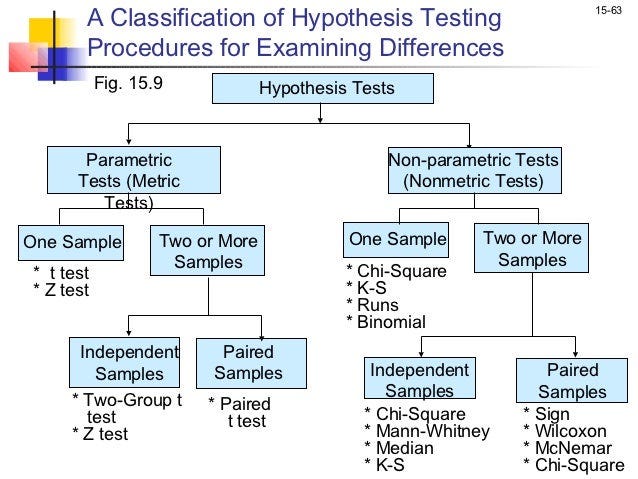 A Classification of Hypothesis Testing
Procedures for Examining Differences
15-63
Fig. 15.9
Hypothesis Tests
Parametric
Tests (Metric
Tests)
Non-parametric Tests
(Nonmetric Tests)
One Sample
* t test
* Z test
Two or More
Samples
One Sample
* Chi-Square
* K-S
* Runs
* Binomial
Two or More
Samples
Independent
Samples
* Two-Group t
test
* Z test
Paired
Samples
* Paired
t test
Independent
Samples
* Chi-Square
* Mann-Whitney
* Median
* K-S
Paired
Samples
* Sign
* Wilcoxon
* McNemar
* Chi-Square